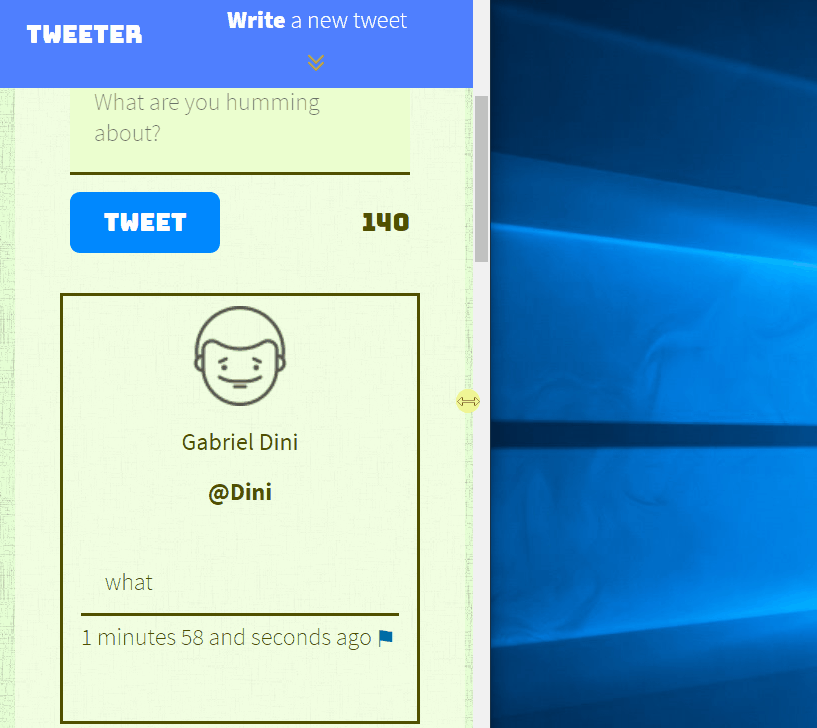 TWEETER
Write a new tweet
What are you humming
about?
TWEET
140
Gabriel Dini
@Dini
what
1 minutes 58 and seconds ago